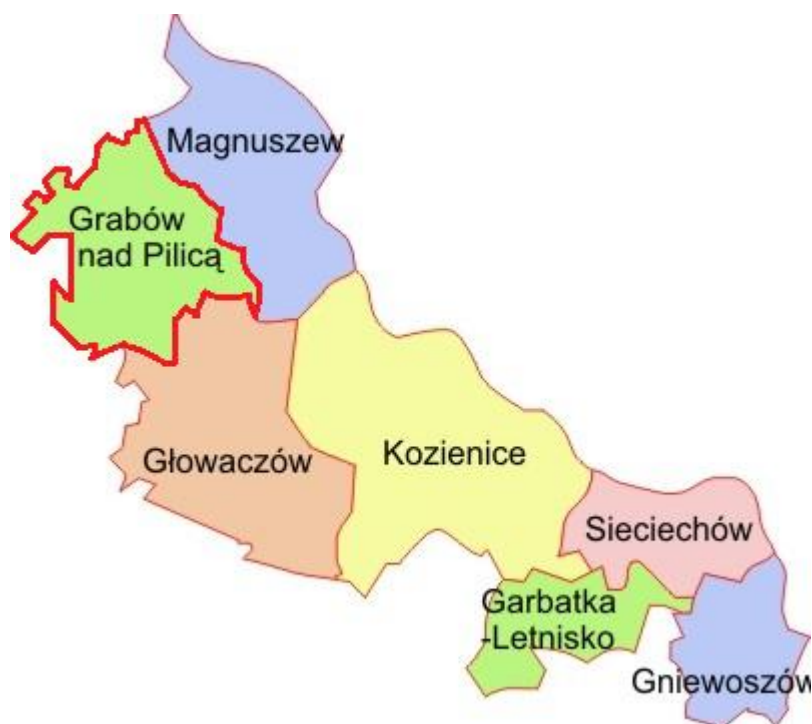 Magnuszew
Grabów
nad Pilicą
Głowaczów
Kozienice
Sieciechów
Garbatka
-Letnisko
Gniewoszów